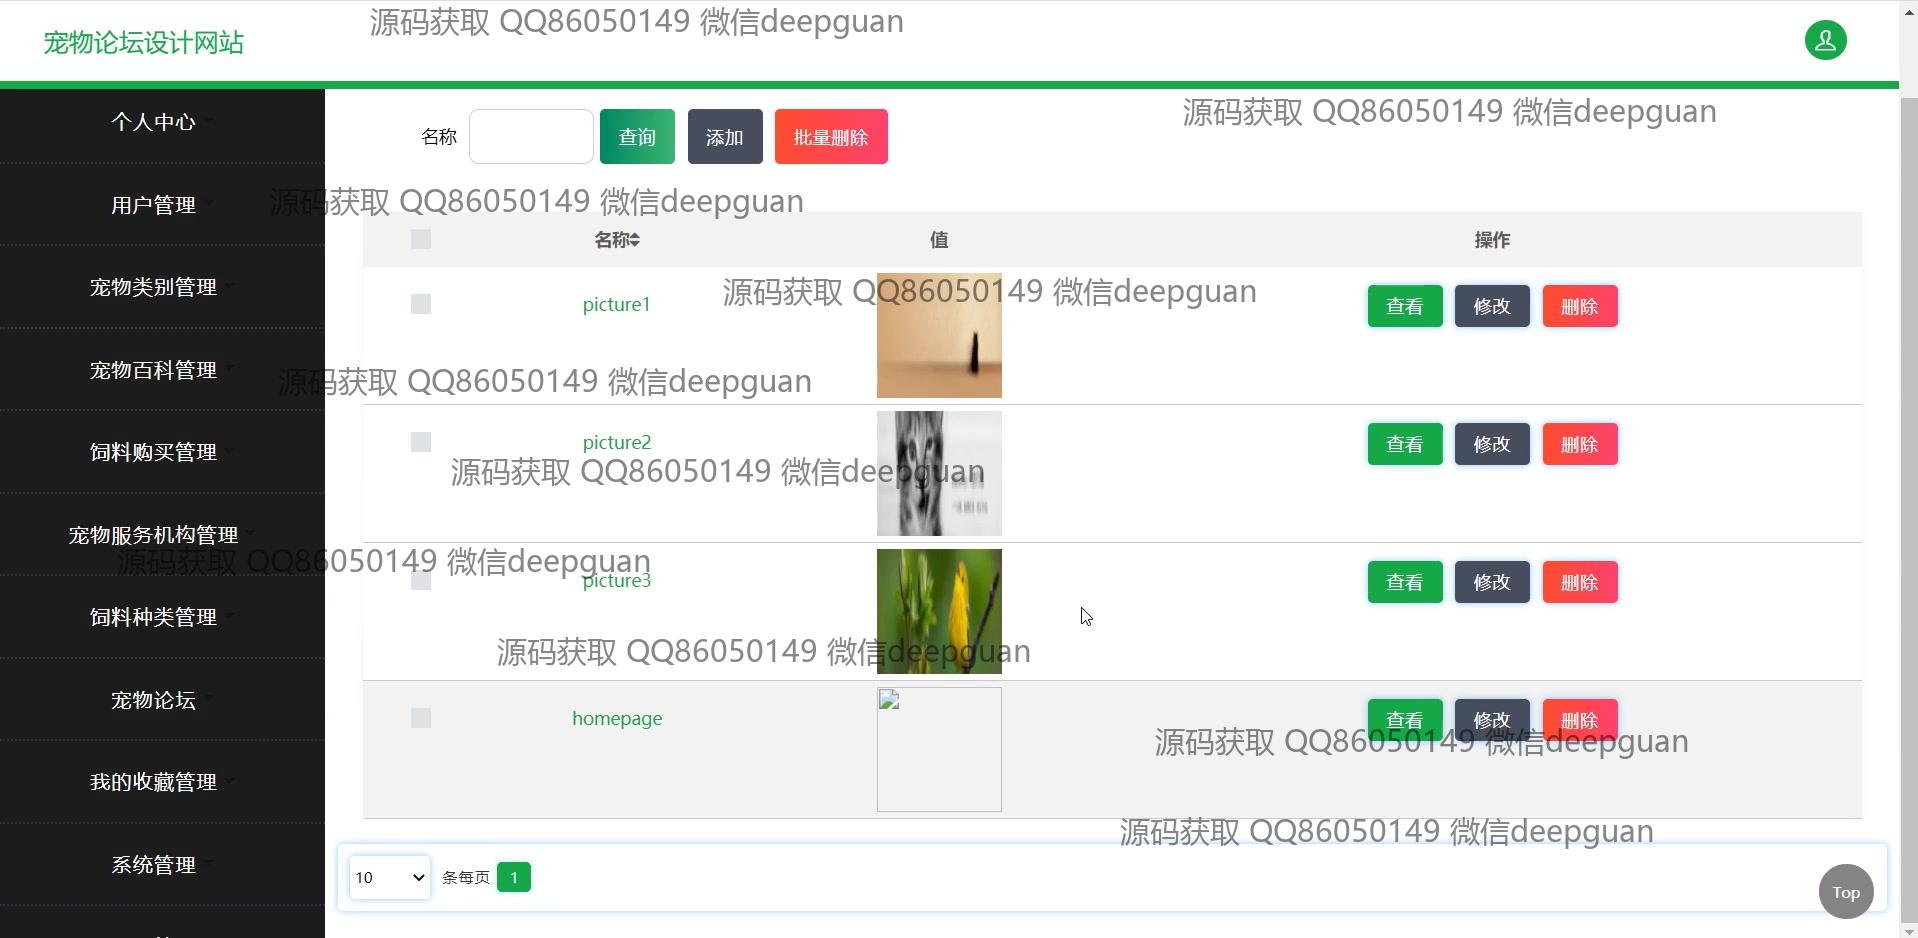 源码获取 QQ86050149 微信deepguan
宠物论坛设计网站
源码获取 QQ86050149 微信deepguan
个人中心
名称
查询
添加
批量删除
用户管理
源码获取 QQ86050149 微信deepguan
名称
值
操作
宠物类别管理
picture1
源码获取 QQ86050149 微信deepguan
查看
修改
删除
宠物百科管理
源码获取 QQ86050149 微信deepguan
饲料购买管理
picture2
查看
修改
删除
源码获取 QQ86050149 微信deepguan
宠物服务机构管理
源码获取 QQ86050149 微信deepguan
picture3
查看
修改
删除
饲料种类管理
源码获取 QQ86050149 微信deepguan
宠物论坛
homepage
查看
修改
删除
源码获取 QQ86050149 微信deepguan
我的收藏管理
源码获取 QQ86050149 微信deepguan
系统管理
10
条每页
1
Top